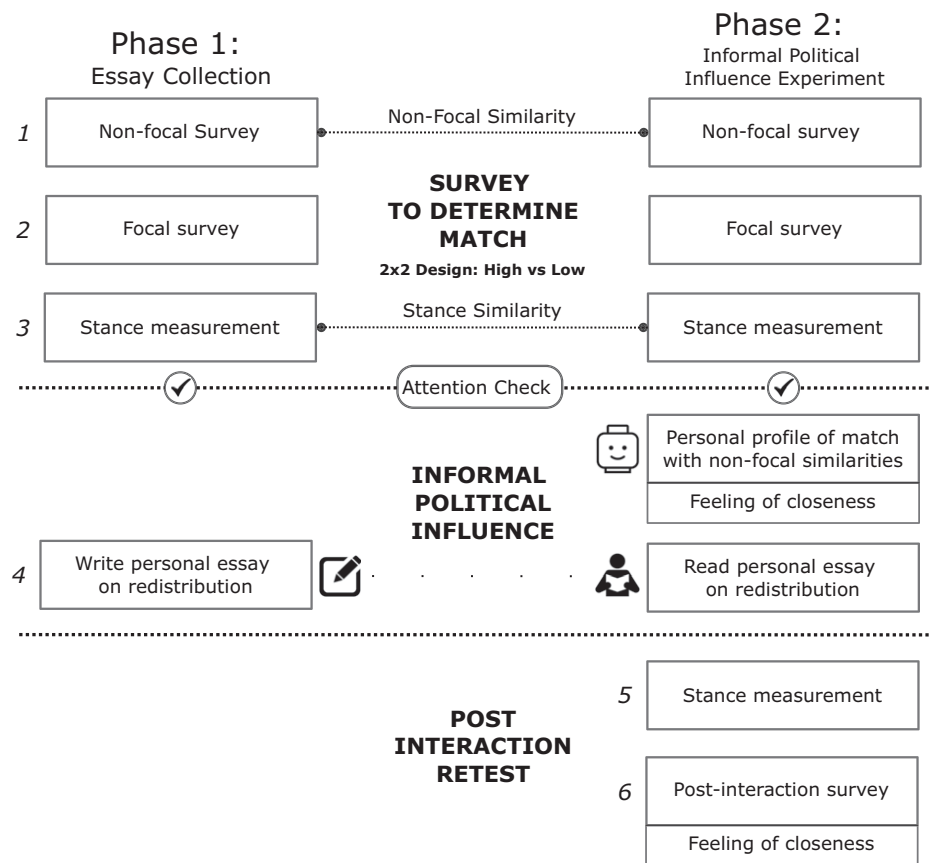 Phase 1:
Essay Collection
Phase 2:
Informal Political
Influence Experiment
1
Non-focal Survey
Non-Focal Similarity
Non-focal survey
SURVEY
TO DETERMINE
MATCH
2x2 Design: High vs Low
2
Focal survey
Focal survey
3
Stance measurement
Stance Similarity
Stance measurement
Attention Check
Personal profile of match
with non-focal similarities
Feeling of closeness
INFORMAL
POLITICAL
INFLUENCE
4
Write personal essay
on redistribution
Read personal essay
on redistribution
5
Stance measurement
POST
INTERACTION
RETEST
6
Post-interaction survey
Feeling of closeness